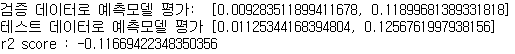 검증 데이터로 예측모델 평가:  [0.009283511899411678, 0.11899681389331818]
테스트 데이터로 예측모델 평가 [0.01125344168394804, 0.1256761997938156]
r2 score : -0.11669422348350356